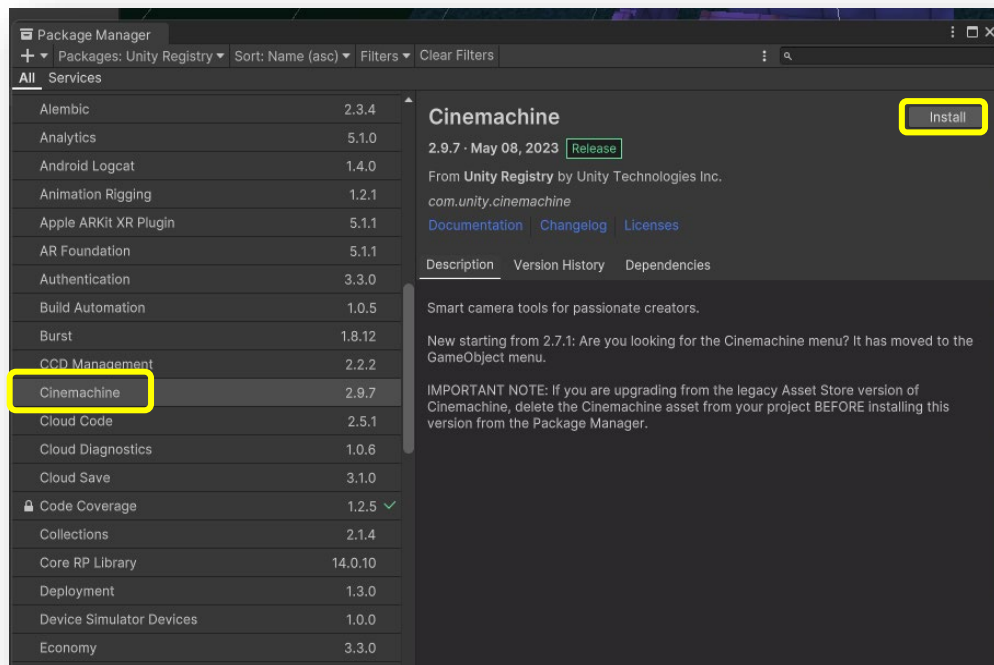 Package Manager
Packages: Unity Registry Sort: Name (asc) Filters Clear Filters
All Services
Alembic 2.3.4
Analytics 5.1.0
Android Logcat 1.4.0
Animation Rigging 1.2.1
Apple ARKit XR Plugin 5.1.1
AR Foundation 5.1.1
Authentication 3.3.0
Build Automation 1.0.5
Burst 1.8.12
CCD Management 2.2.2
Cinemachine 2.9.7
Cloud Code 2.5.1
Cloud Diagnostics 1.0.6
Cloud Save 3.1.0
Code Coverage 1.2.5
Collections 2.1.4
Core RP Library 14.0.10
Deployment 1.3.0
Device Simulator Devices 1.0.0
Economy 3.3.0
Cinemachine Install
2.9.7 · May 08, 2023 Release
From Unity Registry by Unity Technologies Inc.
com.unity.cinemachine
Documentation Changelog Licenses
Description Version History Dependencies
Smart camera tools for passionate creators.
New starting from 2.7.1: Are you looking for the Cinemachine menu? It has moved to the
GameObject menu.
IMPORTANT NOTE: If you are upgrading from the legacy Asset Store version of
Cinemachine, delete the Cinemachine asset from your project BEFORE installing this
version from the Package Manager.